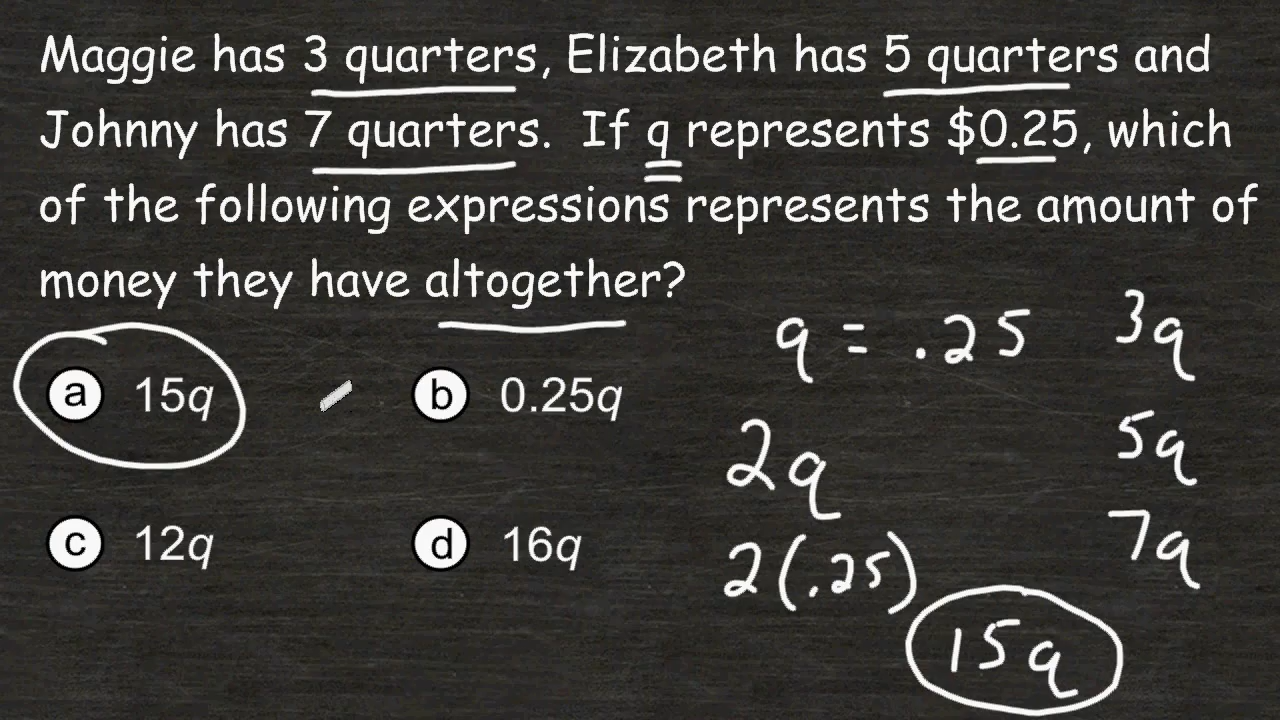 Maggie has 3 quarters, Elizabeth has 5 quarters and
Johnny has 7 quarters. If q represents $0.25, which
of the following expressions represents the amount of
money they have altogether?
a 15q b 0.25q
c 12q d 16q
q = .25
2q
2(.25)
3q
5q
7q
15q